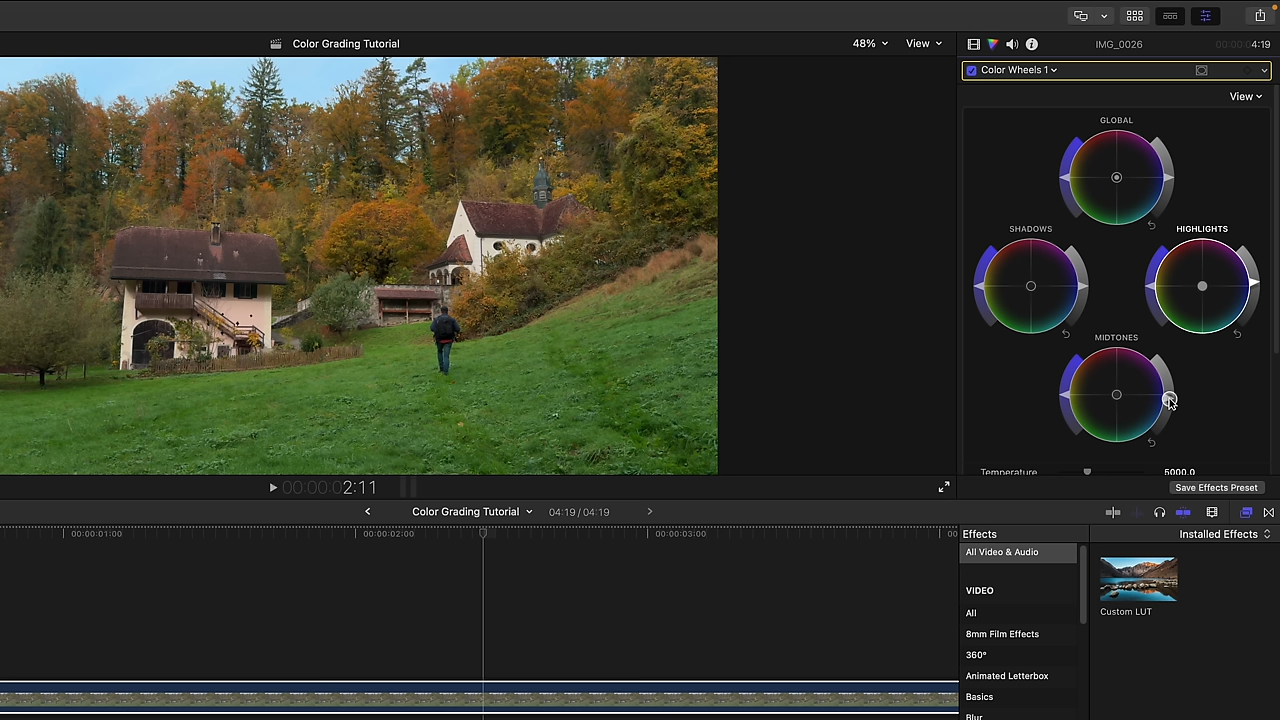 Color Grading Tutorial
48%
View
IMG_0026
00:00:04:19
Color Wheels 1
View
GLOBAL
SHADOWS
HIGHLIGHTS
MIDTONES
Temperature
5000.0
00:00:02:11
Save Effects Preset
Color Grading Tutorial
04:19 / 04:19
00:00:01:00
00:00:02:00
00:00:03:00
00
Effects
Installed Effects
All Video & Audio
VIDEO
All
8mm Film Effects
360°
Animated Letterbox
Basics
Blur
Custom LUT